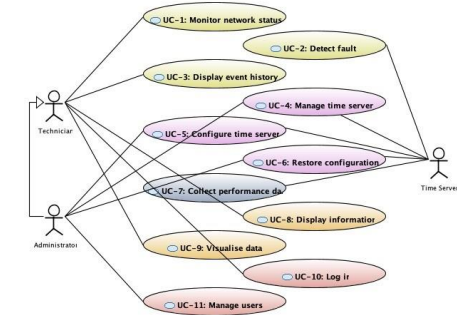 UC-1: Monitor network status
UC-2: Detect fault
UC-3: Display event history
UC-4: Manage time server
Techniciar
UC-5: Configure time server
UC-6: Restore configuration
Time Server
UC-7: Collect performance da
UC-8: Display informatior
Administrator
UC-9: Visualise data
UC-10: Log ir
UC-11: Manage users